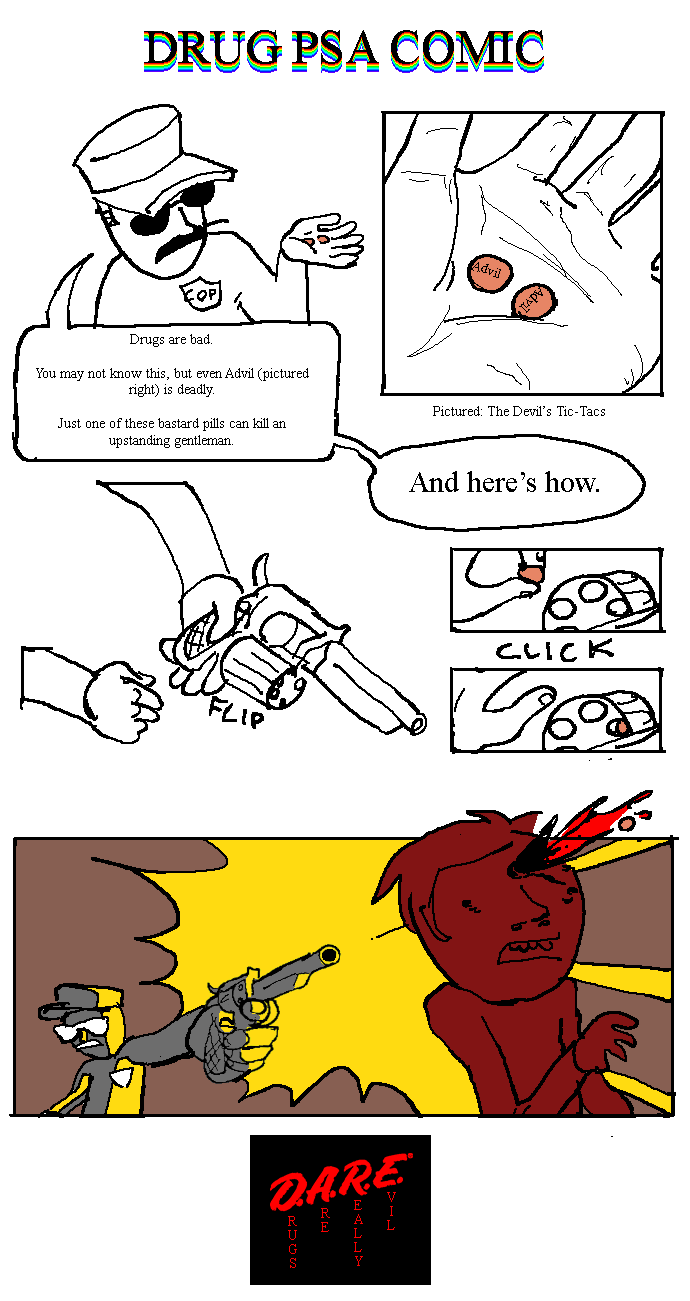 DRUG PSA COMIC
COP
Advil
Advil
Drugs are bad.
You may not know this, but even Advil (pictured
right) is deadly.
Just one of these bastard pills can kill an
upstanding gentleman.
Pictured: The Devil's Tic-Tacs
And here's how.
FLIP
CLICK
D.A.R.E.
RUGS
RE
EALLY
VIL